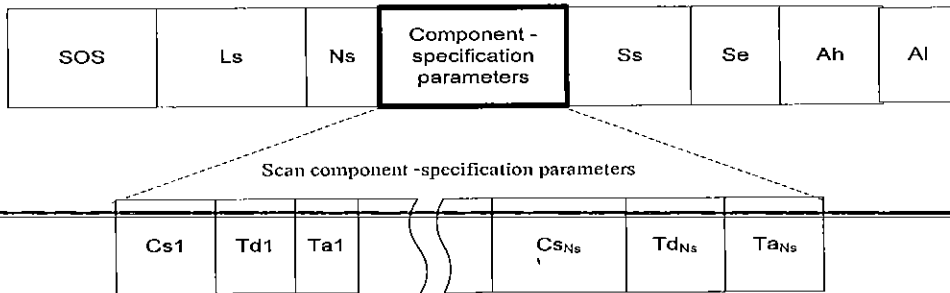 SOS Ls Ns Component - specification parameters Ss Se Ah Al
Scan component -specification parameters
Cs1 Td1 Ta1 CsNs TdNs TaNs